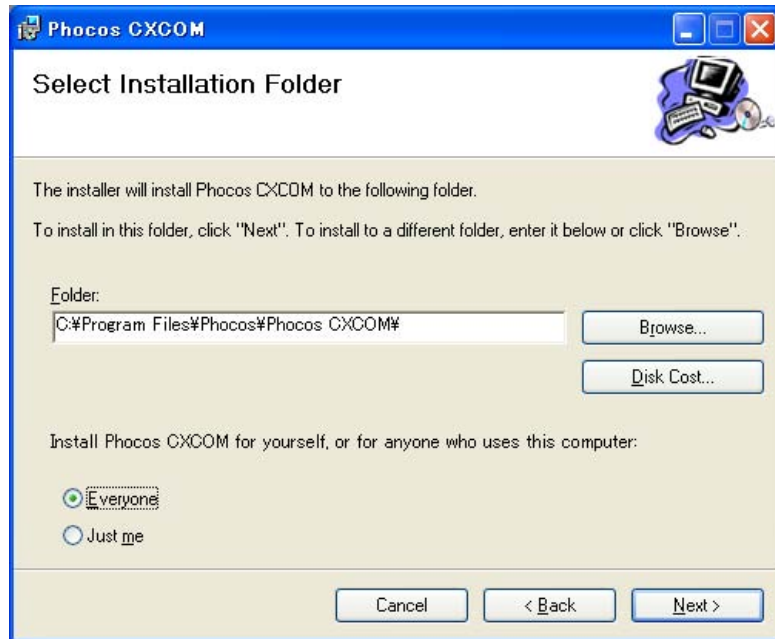 Phocos CXCOM
Select Installation Folder
The installer will install Phocos CXCOM to the following folder.
To install in this folder, click "Next". To install to a different folder, enter it below or click "Browse".
Folder:
C:¥Program Files¥Phocos¥Phocos CXCOM¥
Browse...
Disk Cost...
Install Phocos CXCOM for yourself, or for anyone who uses this computer:
Everyone
Just me
Cancel
< Back
Next >